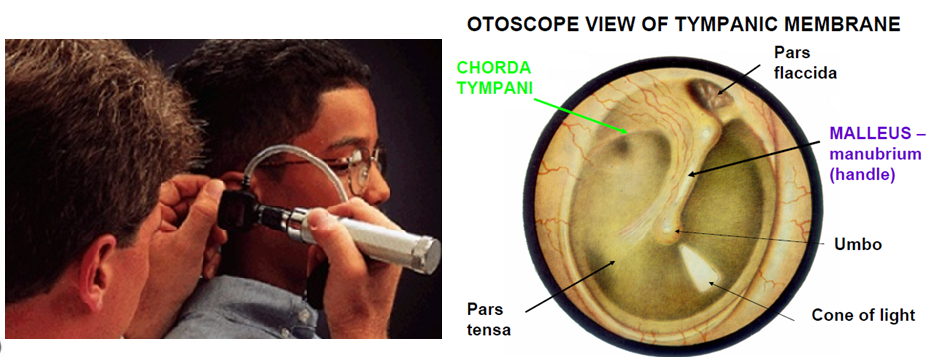 OTOSCOPE VIEW OF TYMPANIC MEMBRANE
CHORDA
TYMPANI
Pars
flaccida
MALLEUS –
manubrium
(handle)
Umbo
Pars
tensa
Cone of light